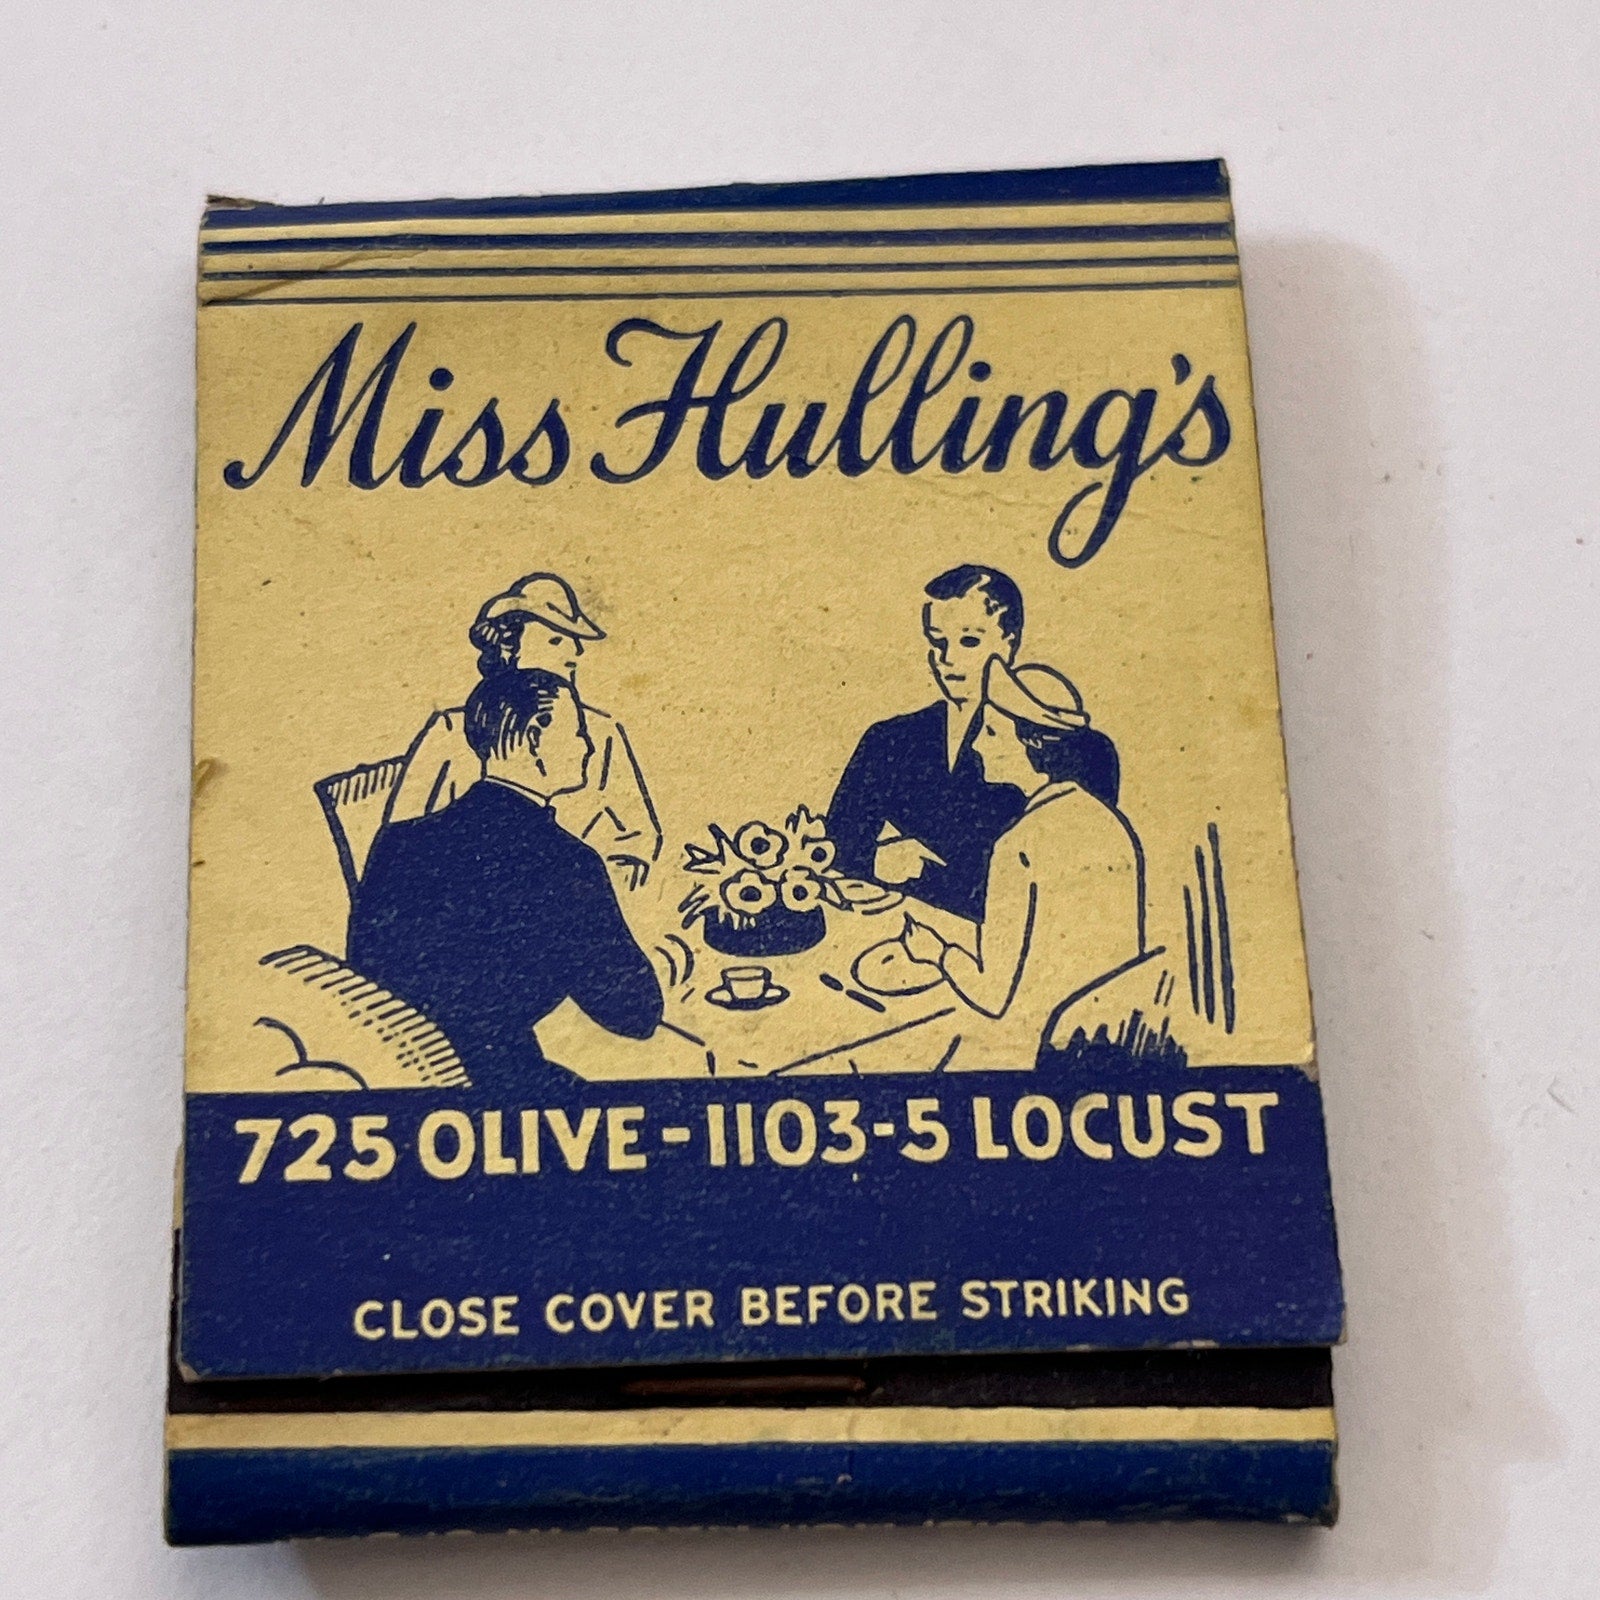 Miss Hulling's
725 OLIVE - 1103-5 LOCUST
CLOSE COVER BEFORE STRIKING